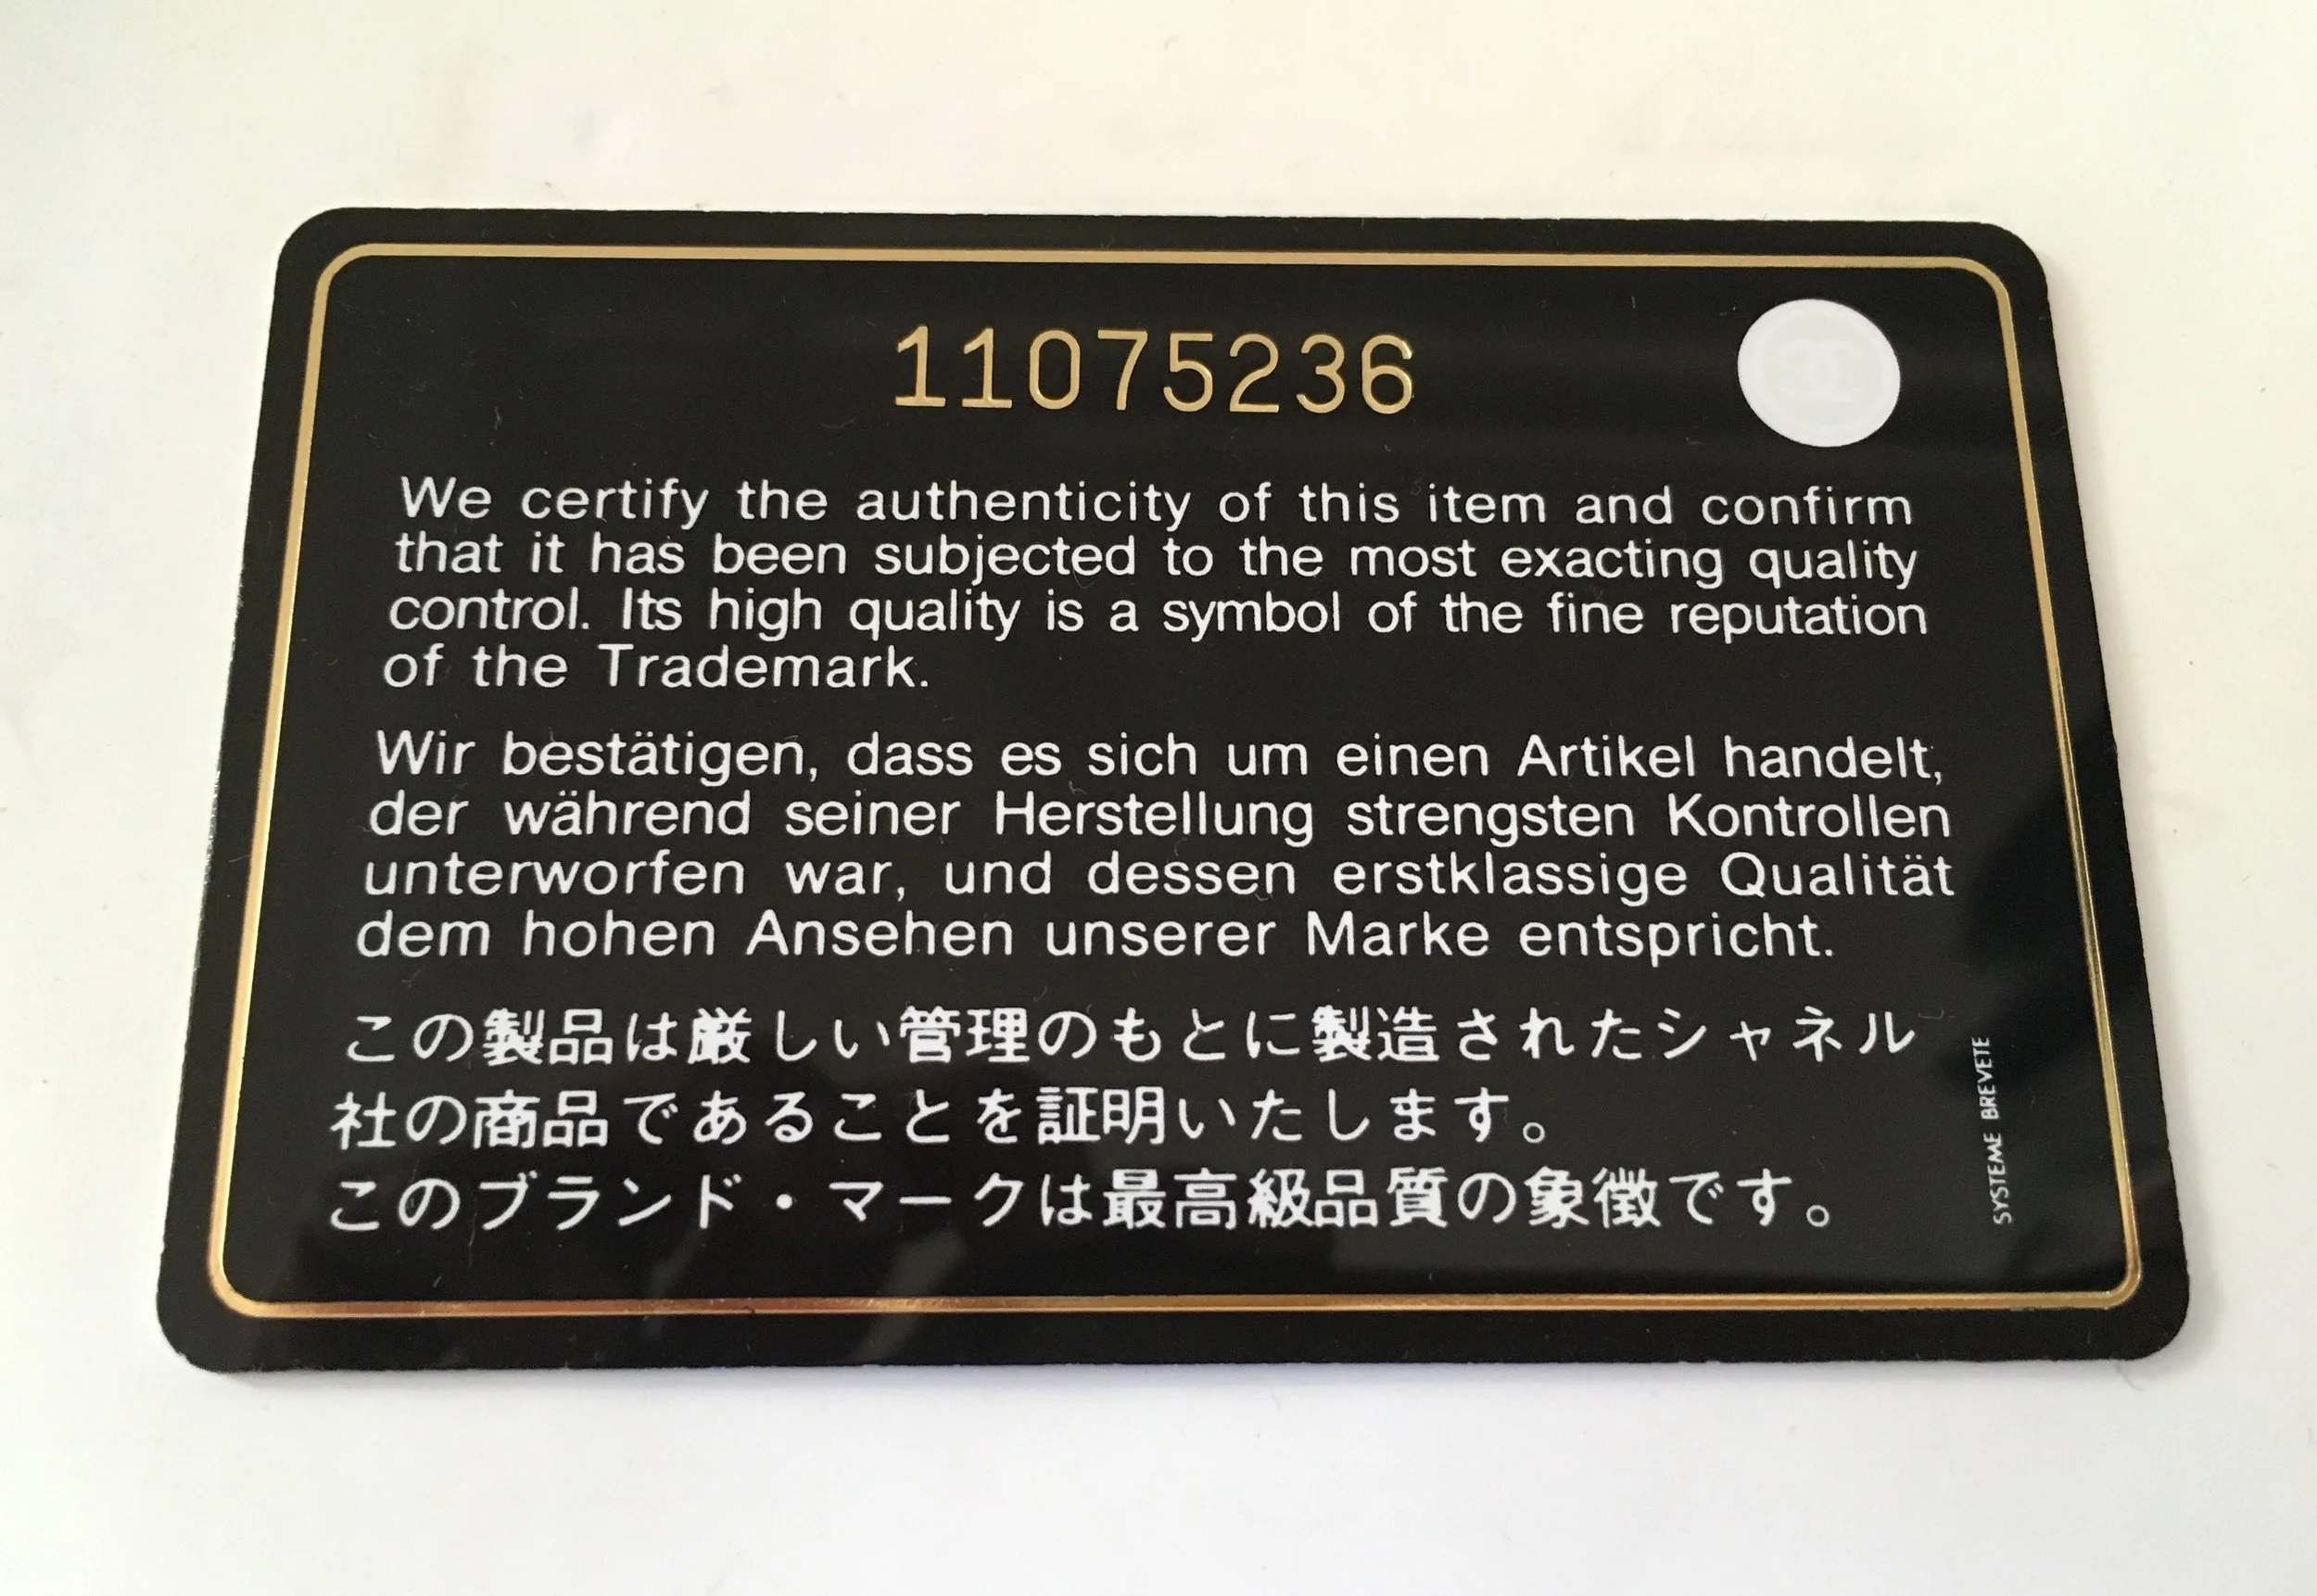 11075236
We certify the authenticity of this item and confirm
that it has been subjected to the most exacting quality
control. Its high quality is a symbol of the fine reputation
of the Trademark.
Wir bestätigen, dass es sich um einen Artikel handelt,
der während seiner Herstellung strengsten Kontrollen
unterworfen war, und dessen erstklassige Qualität
dem hohen Ansehen unserer Marke entspricht.
この製品は厳しい管理のもとに製造されたシャネル
社の商品であることを証明いたします。
このブランド・マークは最高級品質の象徴です。
SYSTEME BREVETE